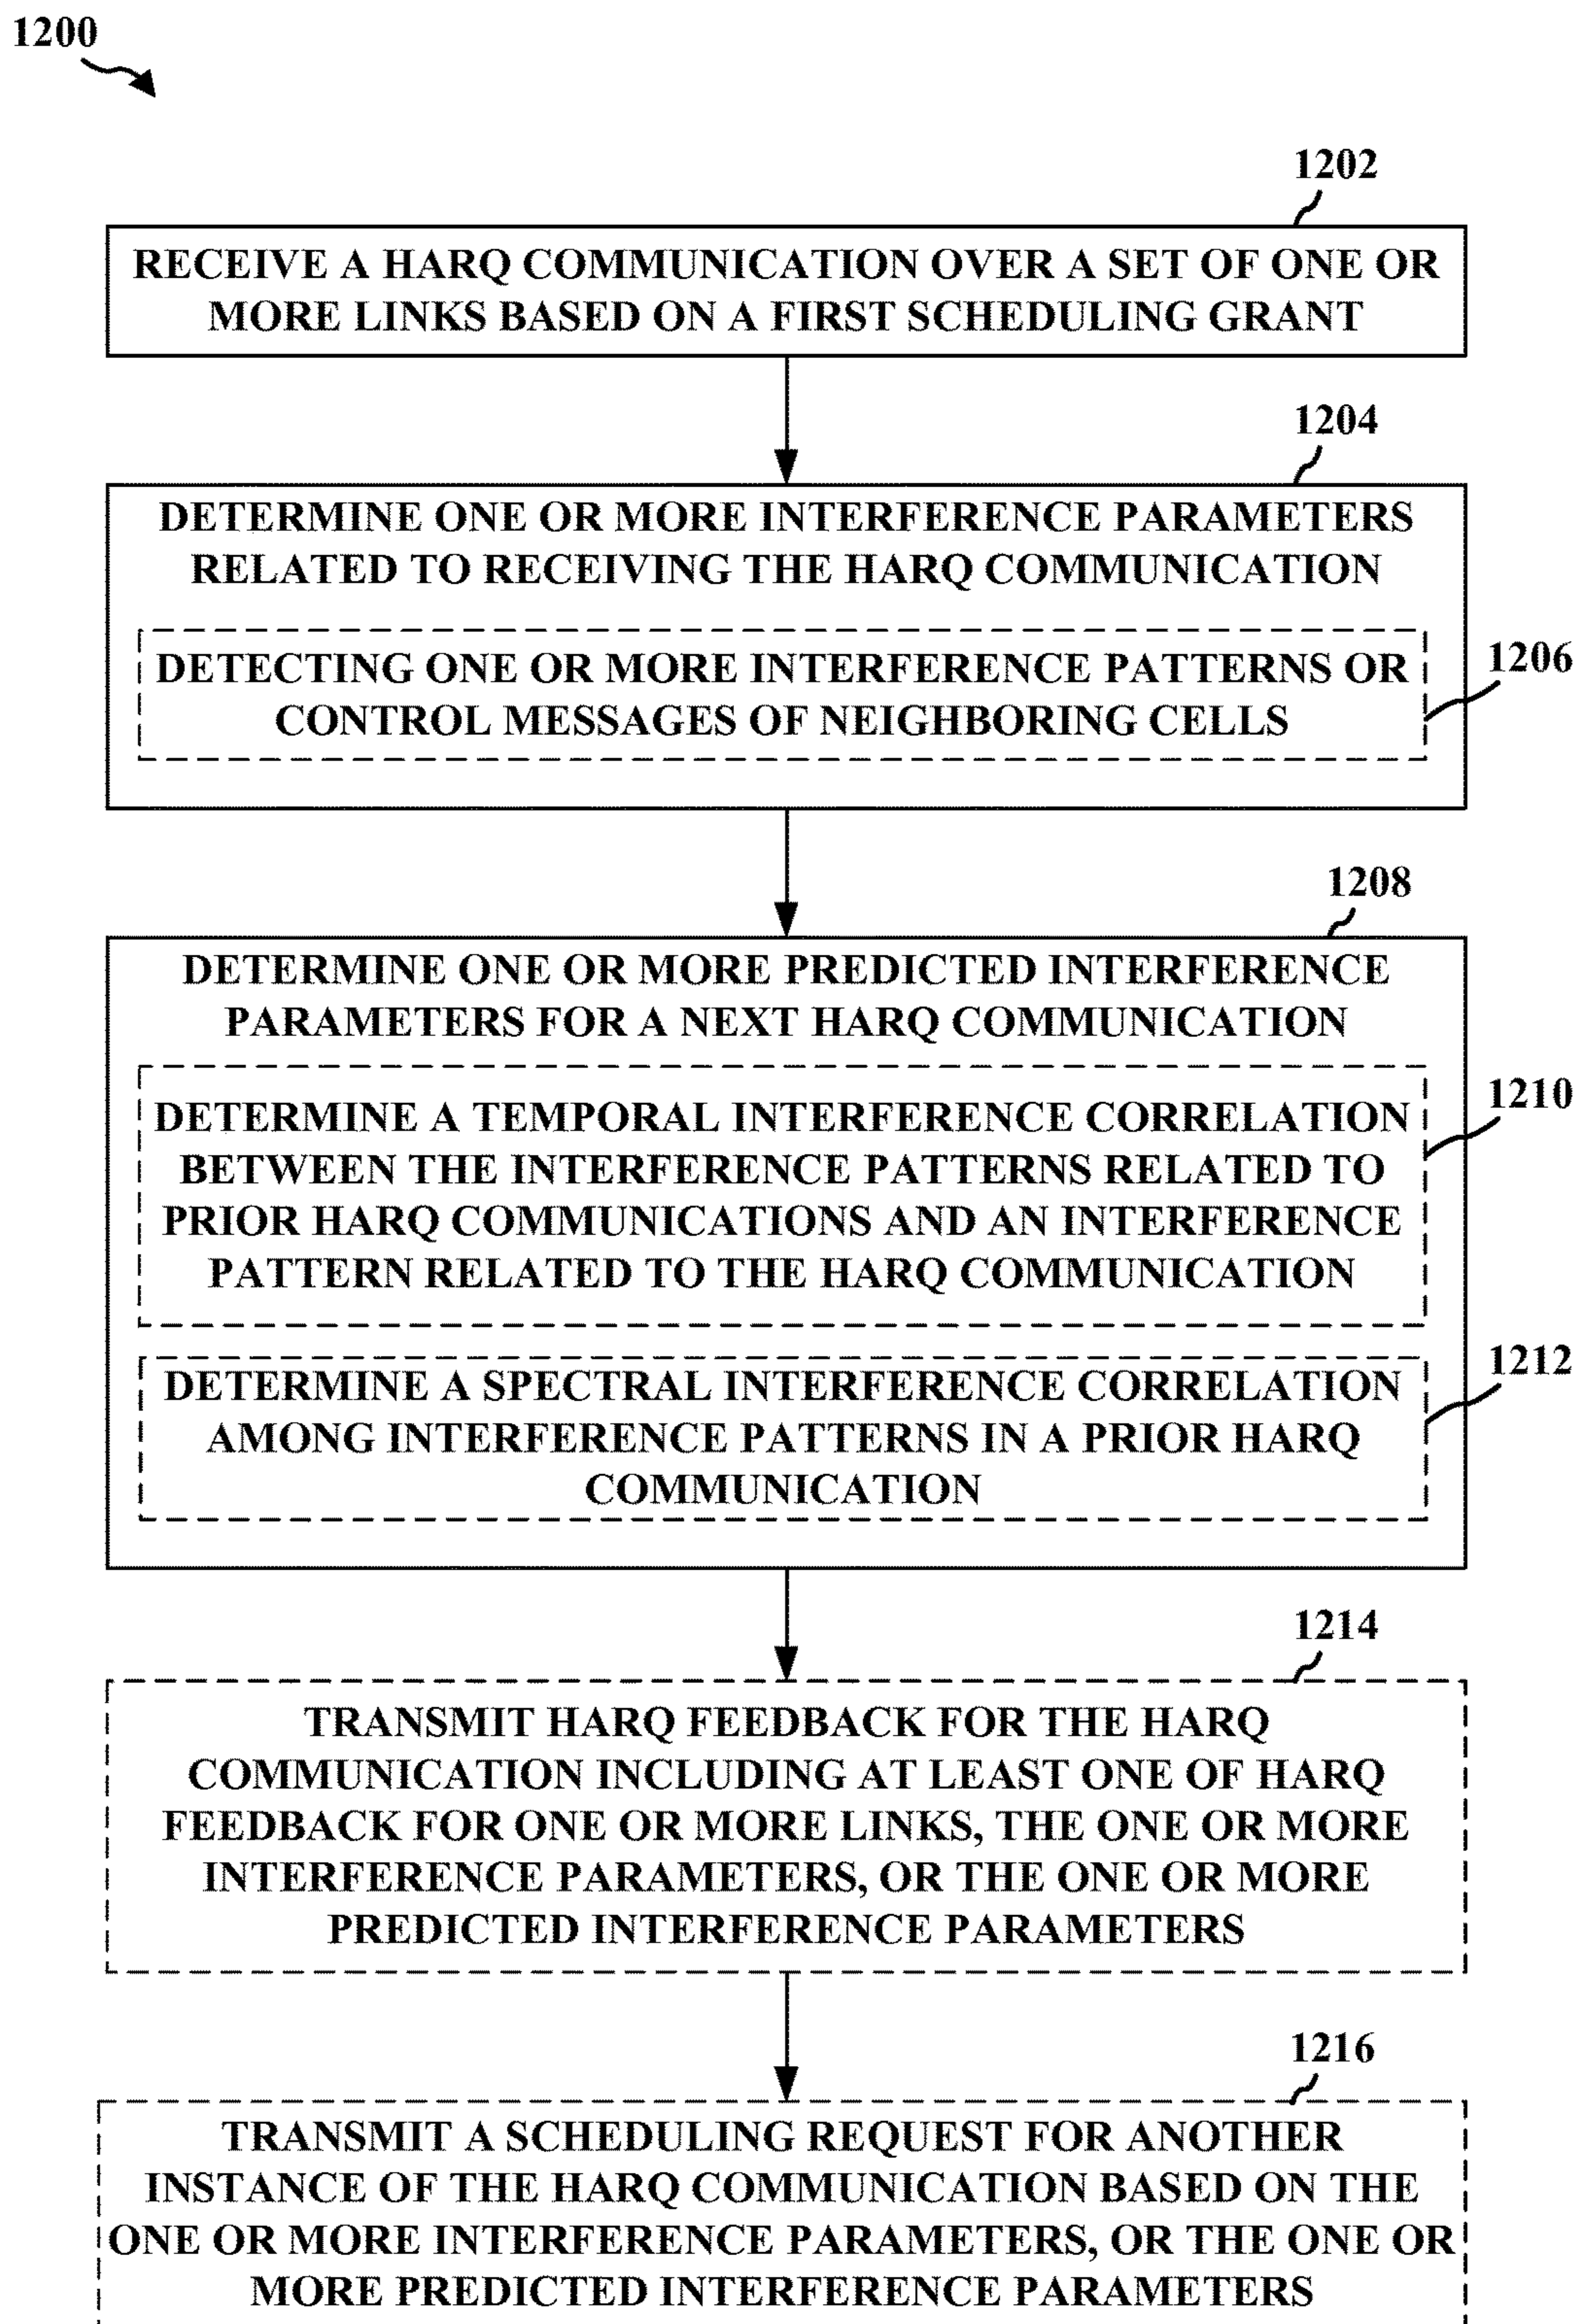 1200
1202
RECEIVE A HARQ COMMUNICATION OVER A SET OF ONE OR
MORE LINKS BASED ON A FIRST SCHEDULING GRANT
1204
DETERMINE ONE OR MORE INTERFERENCE PARAMETERS
RELATED TO RECEIVING THE HARQ COMMUNICATION
1206
DETECTING ONE OR MORE INTERFERENCE PATTERNS OR
CONTROL MESSAGES OF NEIGHBORING CELLS
1208
DETERMINE ONE OR MORE PREDICTED INTERFERENCE
PARAMETERS FOR A NEXT HARQ COMMUNICATION
1210
DETERMINE A TEMPORAL INTERFERENCE CORRELATION
BETWEEN THE INTERFERENCE PATTERNS RELATED TO
PRIOR HARQ COMMUNICATIONS AND AN INTERFERENCE
PATTERN RELATED TO THE HARQ COMMUNICATION
1212
DETERMINE A SPECTRAL INTERFERENCE CORRELATION
AMONG INTERFERENCE PATTERNS IN A PRIOR HARQ
COMMUNICATION
1214
TRANSMIT HARQ FEEDBACK FOR THE HARQ
COMMUNICATION INCLUDING AT LEAST ONE OF HARQ
FEEDBACK FOR ONE OR MORE LINKS, THE ONE OR MORE
INTERFERENCE PARAMETERS, OR THE ONE OR MORE
PREDICTED INTERFERENCE PARAMETERS
1216
TRANSMIT A SCHEDULING REQUEST FOR ANOTHER
INSTANCE OF THE HARQ COMMUNICATION BASED ON THE
ONE OR MORE INTERFERENCE PARAMETERS, OR THE ONE OR
MORE PREDICTED INTERFERENCE PARAMETERS